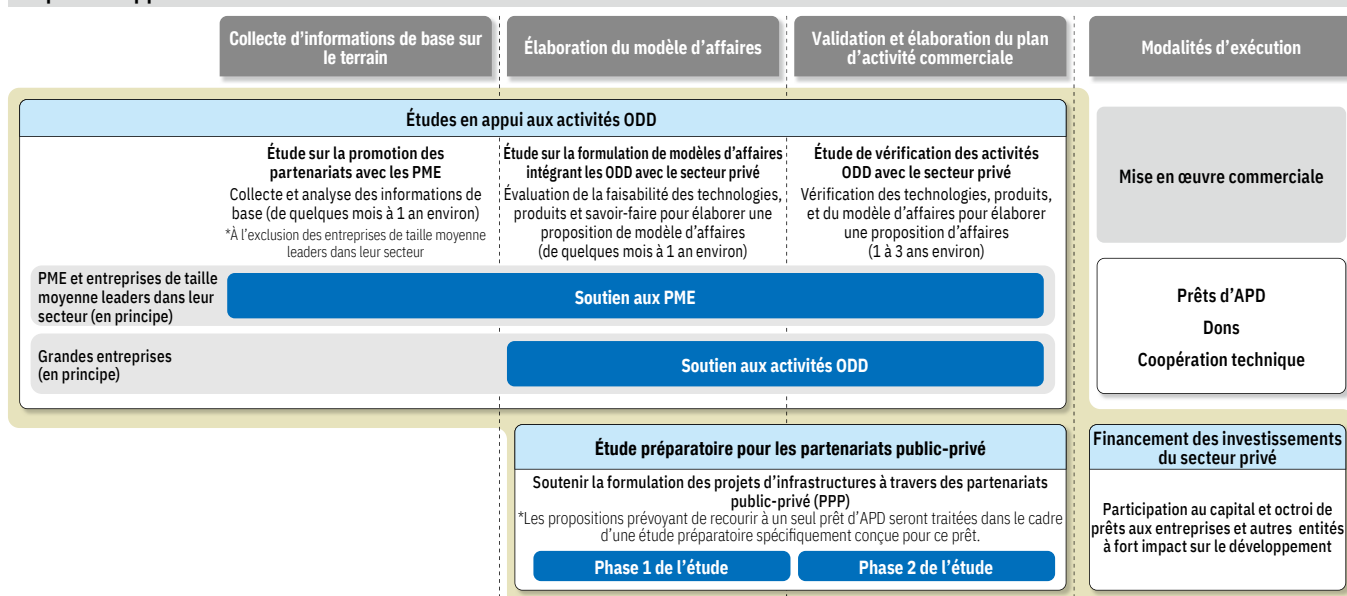 Collecte d'informations de base sur
le terrain
Élaboration du modèle d'affaires
Validation et élaboration du plan
d'activité commerciale
Modalités d'exécution
Études en appui aux activités ODD
Étude sur la promotion des
partenariats avec les PME
Collecte et analyse des informations de
base (de quelques mois à 1 an environ)
*À l'exclusion des entreprises de taille moyenne
leaders dans leur secteur
Étude sur la formulation de modèles d'affaires
intégrant les ODD avec le secteur privé
Évaluation de la faisabilité des technologies,
produits et savoir-faire pour élaborer une
proposition de modèle d'affaires
(de quelques mois à 1 an environ)
Étude de vérification des activités
ODD avec le secteur privé
Vérification des technologies, produits,
et du modèle d'affaires pour élaborer
une proposition d'affaires
(1 à 3 ans environ)
PME et entreprises de taille
moyenne leaders dans leur
secteur (en principe)
Soutien aux PME
Grandes entreprises
(en principe)
Soutien aux activités ODD
Mise en œuvre commerciale
Prêts d'APD
Dons
Coopération technique
Étude préparatoire pour les partenariats public-privé
Soutenir la formulation des projets d'infrastructures à travers des partenariats
public-privé (PPP)
*Les propositions prévoyant de recourir à un seul prêt d'APD seront traitées dans le cadre
d'une étude préparatoire spécifiquement conçue pour ce prêt.
Phase 1 de l'étude
Phase 2 de l'étude
Financement des investissements
du secteur privé
Participation au capital et octroi de
prêts aux entreprises et autres entités
à fort impact sur le développement